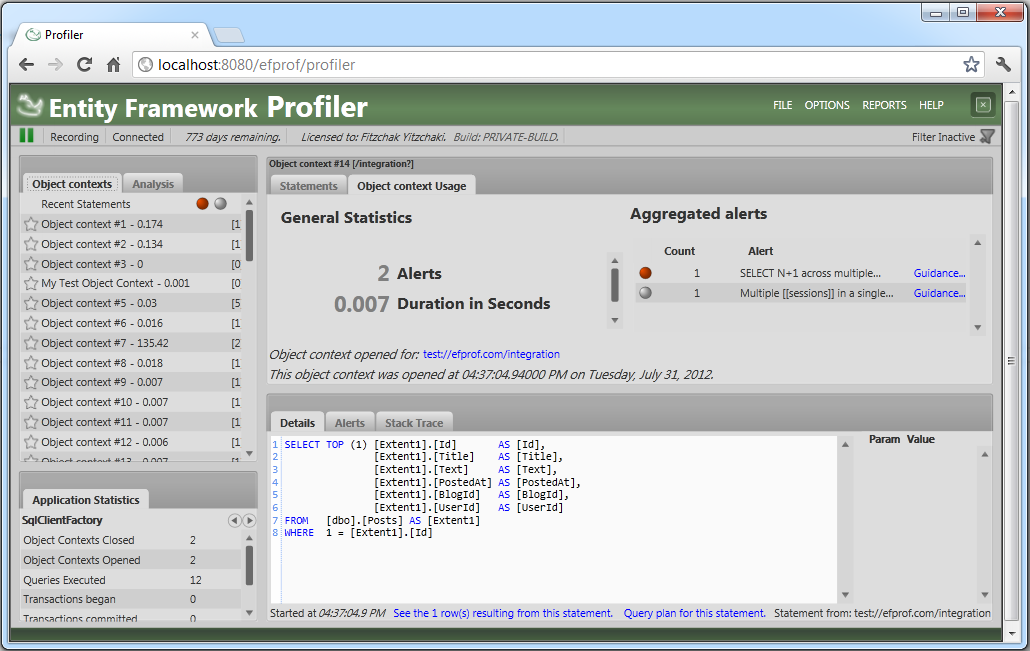 Profiler
localhost:8080/efprof/profiler
Entity Framework Profiler
FILE OPTIONS REPORTS HELP
Recording Connected 773 days remaining. Licensed to: Fitzchak Yitzchaki. Build: PRIVATE-BUILD. Filter Inactive
Object contexts Analysis
Recent Statements
Object context #1 - 0.174 [1
Object context #2 - 0.134 [1
Object context #3 - 0 [0
My Test Object Context - 0.001 [0
Object context #5 - 0.03 [5
Object context #6 - 0.016 [1
Object context #7 - 135.42 [2
Object context #8 - 0.018 [1
Object context #9 - 0.007 [1
Object context #10 - 0.007 [1
Object context #11 - 0.007 [1
Object context #12 - 0.006 [1
Object context #13 - 0.007 [1
Application Statistics
SqlClientFactory
Object Contexts Closed 2
Object Contexts Opened 2
Queries Executed 12
Transactions began 0
Transactions committed 0
Object context #14 [/integration?]
Statements Object context Usage
General Statistics
2 Alerts
0.007 Duration in Seconds
Aggregated alerts
Count Alert
1 SELECT N+1 across multiple... Guidance...
1 Multiple [[sessions]] in a single... Guidance...
Object context opened for: test://efprof.com/integration
This object context was opened at 04:37:04.94000 PM on Tuesday, July 31, 2012.
Details Alerts Stack Trace
1 SELECT TOP (1) [Extent1].[Id] AS [Id],
2 [Extent1].[Title] AS [Title],
3 [Extent1].[Text] AS [Text],
4 [Extent1].[PostedAt] AS [PostedAt],
5 [Extent1].[BlogId] AS [BlogId],
6 [Extent1].[UserId] AS [UserId]
7 FROM [dbo].[Posts] AS [Extent1]
8 WHERE 1 = [Extent1].[Id]
Param Value
Started at 04:37:04.9 PM See the 1 row(s) resulting from this statement. Query plan for this statement. Statement from: test://efprof.com/integration